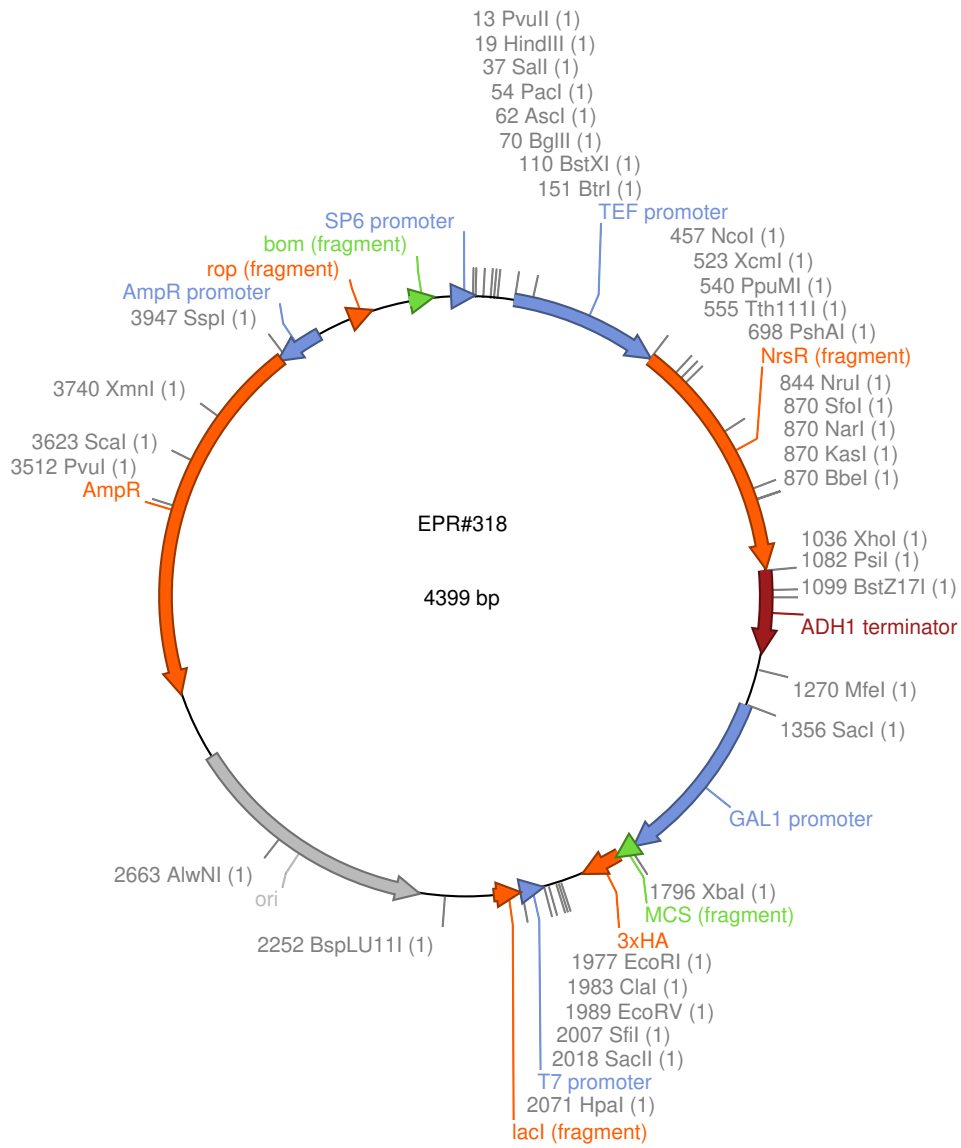 13 PvuII (1)
19 HindIII (1)
37 SalI (1)
54 PacI (1)
62 AscI (1)
70 BglII (1)
110 BstXI (1)
151 BtrI (1)
TEF promoter
SP6 promoter
bom (fragment)
rop (fragment)
AmpR promoter
3947 SspI (1)
457 NcoI (1)
523 XcmI (1)
540 PpuMI (1)
555 Tth111I (1)
698 PshAI (1)
NrsR (fragment)
3740 XmnI (1)
844 NruI (1)
870 SfoI (1)
870 NarI (1)
870 KasI (1)
870 BbeI (1)
3623 ScaI (1)
3512 PvuI (1)
AmpR
EPR#318
4399 bp
1036 XhoI (1)
1082 PsiI (1)
1099 BstZ17I (1)
ADH1 terminator
1270 MfeI (1)
1356 SacI (1)
GAL1 promoter
2663 AlwNI (1)
ori
1796 XbaI (1)
MCS (fragment)
2252 BspLU11I (1)
3xHA
1977 EcoRI (1)
1983 ClaI (1)
1989 EcoRV (1)
2007 SfiI (1)
2018 SacII (1)
T7 promoter
2071 HpaI (1)
lacI (fragment)